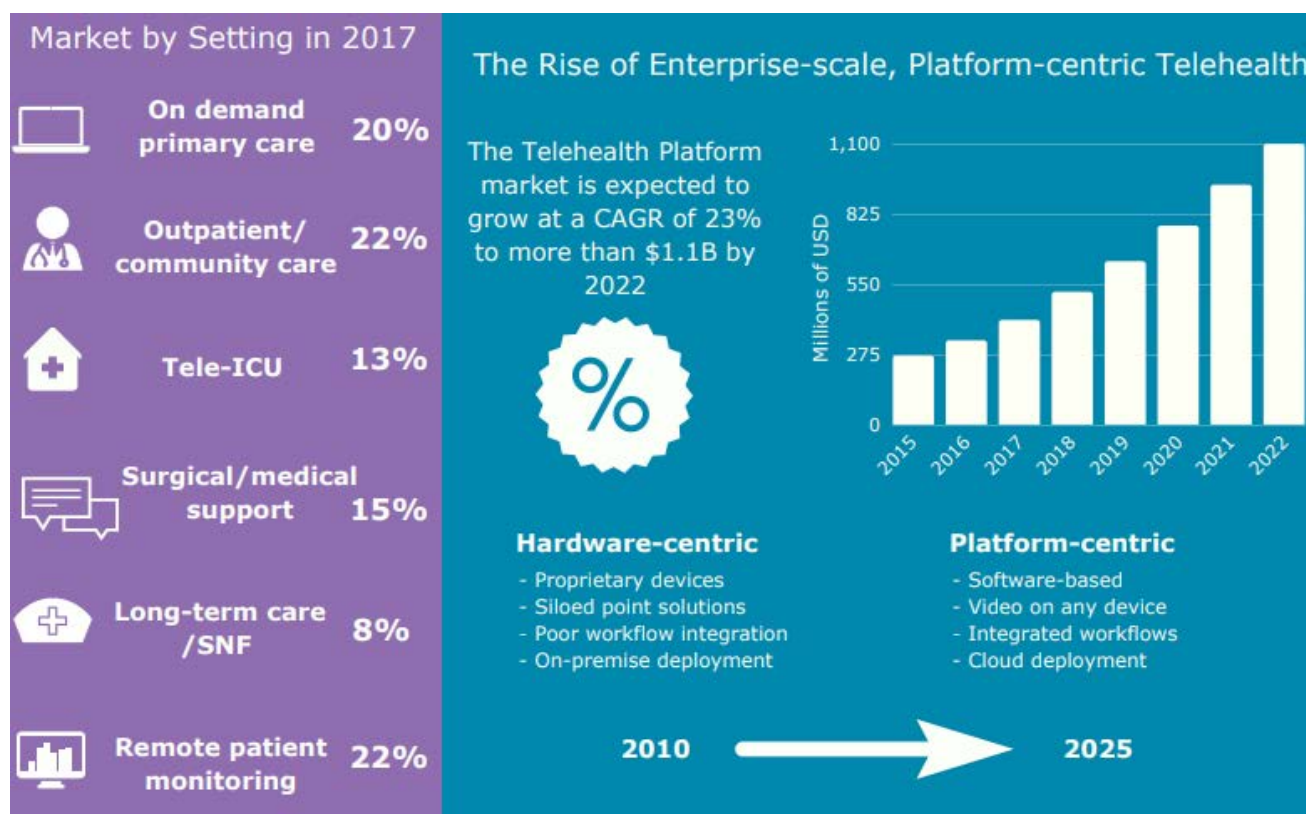 Market by Setting in 2017
On demand
primary care
20%
Outpatient/
community care
22%
Tele-ICU
13%
Surgical/medical
support
15%
Long-term care
/SNF
8%
Remote patient
monitoring
22%
The Rise of Enterprise-scale, Platform-centric Telehealth
The Telehealth Platform
market is expected to
grow at a CAGR of 23%
to more than $1.1B by
2022
%
Millions of USD
1,100
825
550
275
0
2015
2016
2017
2018
2019
2020
2021
2022
Hardware-centric
- Proprietary devices
- Siloed point solutions
- Poor workflow integration
- On-premise deployment
Platform-centric
- Software-based
- Video on any device
- Integrated workflows
- Cloud deployment
2010
2025